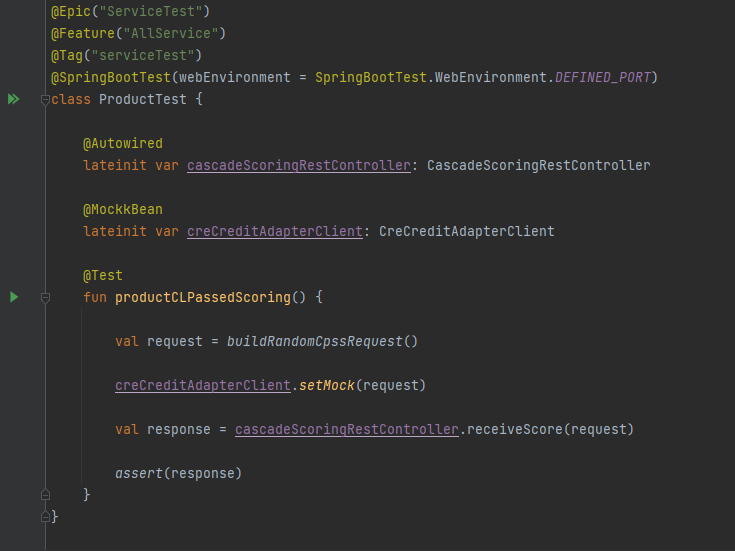 @Epic("ServiceTest")
@Feature("AllService")
@Tag("serviceTest")
@SpringBootTest(webEnvironment = SpringBootTest.WebEnvironment.DEFINED_PORT)
class ProductTest {
@Autowired
lateinit var cascadeScoringRestController: CascadeScoringRestController
@MockkBean
lateinit var creCreditAdapterClient: CreCreditAdapterClient
@Test
fun productCLPassedScoring() {
val request = buildRandomCpssRequest()
creCreditAdapterClient.setMock(request)
val response = cascadeScoringRestController.receiveScore(request)
assert(response)
}
}